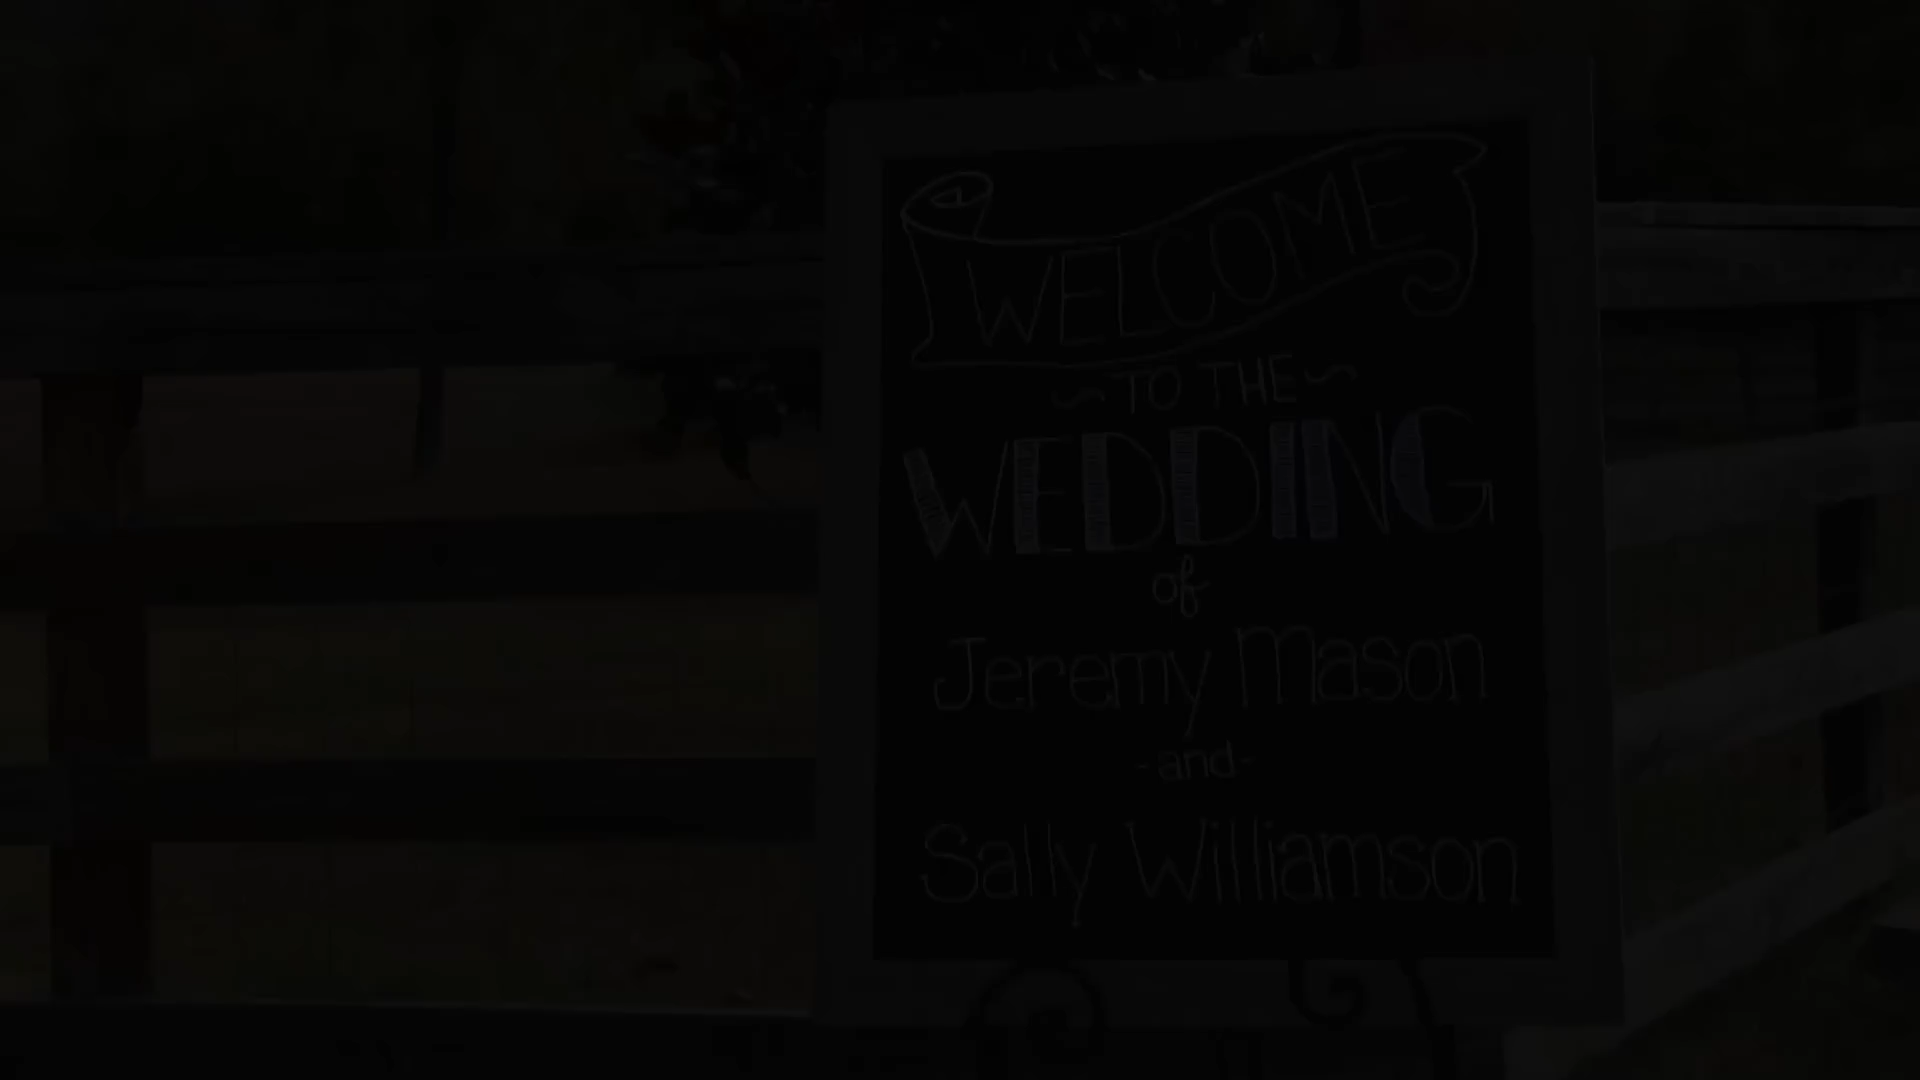 WELCOME
TO THE
WEDDING
of
Jeremy Mason
-and-
Sally Williamson